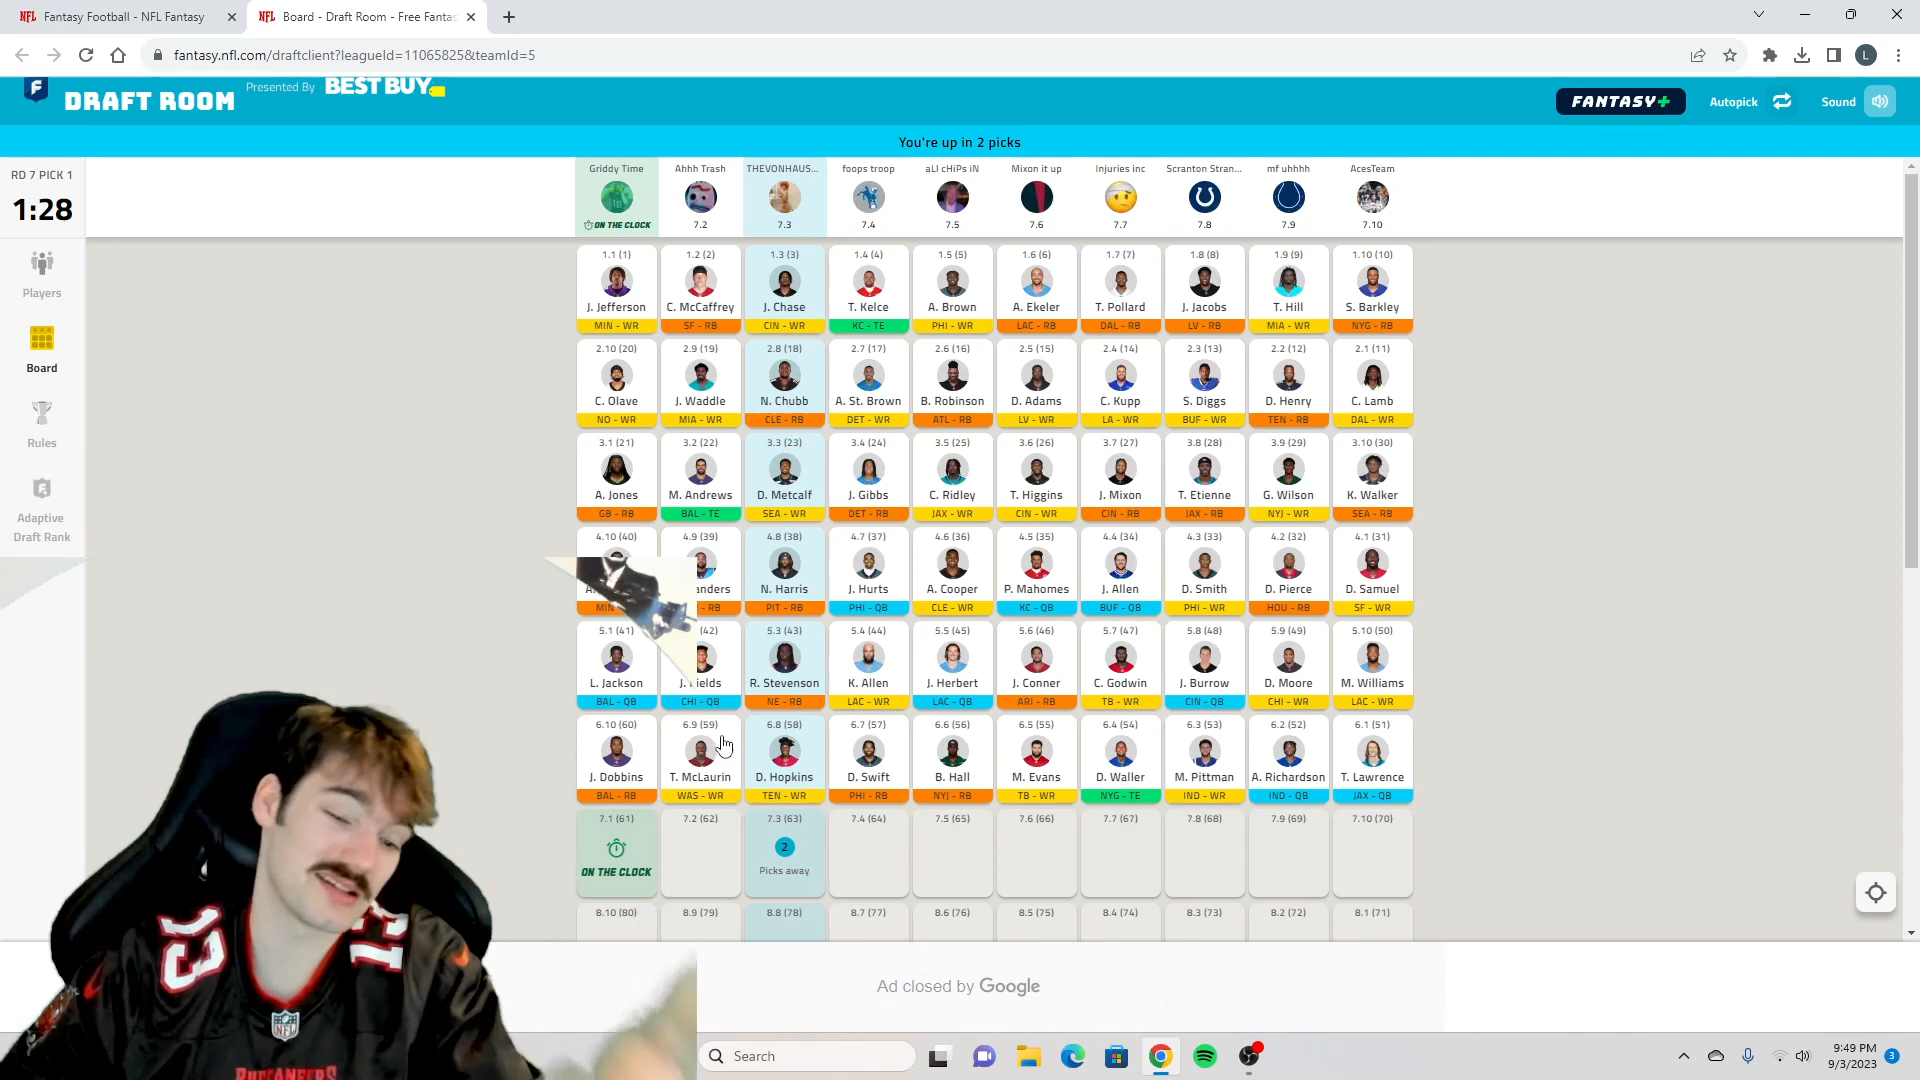 Fantasy Football - NFL Fantasy
Board - Draft Room - Free Fantas
fantasy.nfl.com/draftclient?leagueId=11065825&teamId=5
L
F DRAFT ROOM Presented By BEST BUY
FANTASY+ Autopick Sound
You're up in 2 picks
RD 7 PICK 1
1:28
Players
Board
Rules
Adaptive
Draft Rank
Griddy Time Ahhh Trash THEVONHAUS... foops troop aLl cHiPs iN Mixon it up Injuries inc Scranton Stran... mf uhhhh AcesTeam
ON THE CLOCK 7.2 7.3 7.4 7.5 7.6 7.7 7.8 7.9 7.10
1.1 (1) 1.2 (2) 1.3 (3) 1.4 (4) 1.5 (5) 1.6 (6) 1.7 (7) 1.8 (8) 1.9 (9) 1.10 (10)
J. Jefferson C. McCaffrey J. Chase T. Kelce A. Brown A. Ekeler T. Pollard J. Jacobs T. Hill S. Barkley
MIN - WR SF - RB CIN - WR KC - TE PHI - WR LAC - RB DAL - RB LV - RB MIA - WR NYG - RB
2.10 (20) 2.9 (19) 2.8 (18) 2.7 (17) 2.6 (16) 2.5 (15) 2.4 (14) 2.3 (13) 2.2 (12) 2.1 (11)
C. Olave J. Waddle N. Chubb A. St. Brown B. Robinson D. Adams C. Kupp S. Diggs D. Henry C. Lamb
NO - WR MIA - WR CLE - RB DET - WR ATL - RB LV - WR LA - WR BUF - WR TEN - RB DAL - WR
3.1 (21) 3.2 (22) 3.3 (23) 3.4 (24) 3.5 (25) 3.6 (26) 3.7 (27) 3.8 (28) 3.9 (29) 3.10 (30)
A. Jones M. Andrews D. Metcalf J. Gibbs C. Ridley T. Higgins J. Mixon T. Etienne G. Wilson K. Walker
GB - RB BAL - TE SEA - WR DET - RB JAX - WR CIN - WR CIN - RB JAX - RB NYJ - WR SEA - RB
4.10 (40) 4.9 (39) 4.8 (38) 4.7 (37) 4.6 (36) 4.5 (35) 4.4 (34) 4.3 (33) 4.2 (32) 4.1 (31)
A. anders N. Harris J. Hurts A. Cooper P. Mahomes J. Allen D. Smith D. Pierce D. Samuel
MIN - RB PIT - RB PHI - QB CLE - WR KC - QB BUF - QB PHI - WR HOU - RB SF - WR
5.1 (41) (42) 5.3 (43) 5.4 (44) 5.5 (45) 5.6 (46) 5.7 (47) 5.8 (48) 5.9 (49) 5.10 (50)
L. Jackson J. ields R. Stevenson K. Allen J. Herbert J. Conner C. Godwin J. Burrow D. Moore M. Williams
BAL - QB CHI - QB NE - RB LAC - WR LAC - QB ARI - RB TB - WR CIN - QB CHI - WR LAC - WR
6.10 (60) 6.9 (59) 6.8 (58) 6.7 (57) 6.6 (56) 6.5 (55) 6.4 (54) 6.3 (53) 6.2 (52) 6.1 (51)
J. Dobbins T. McLaurin D. Hopkins D. Swift B. Hall M. Evans D. Waller M. Pittman A. Richardson T. Lawrence
BAL - RB WAS - WR TEN - WR PHI - RB NYJ - RB TB - WR NYG - TE IND - WR IND - QB JAX - QB
7.1 (61) 7.2 (62) 7.3 (63) 7.4 (64) 7.5 (65) 7.6 (66) 7.7 (67) 7.8 (68) 7.9 (69) 7.10 (70)
2
ON THE CLOCK Picks away
8.10 (80) 8.9 (79) 8.8 (78) 8.7 (77) 8.6 (76) 8.5 (75) 8.4 (74) 8.3 (73) 8.2 (72) 8.1 (71)
NFL
BUCCANEERS
Ad closed by Google
Search
9:49 PM
9/3/2023
3